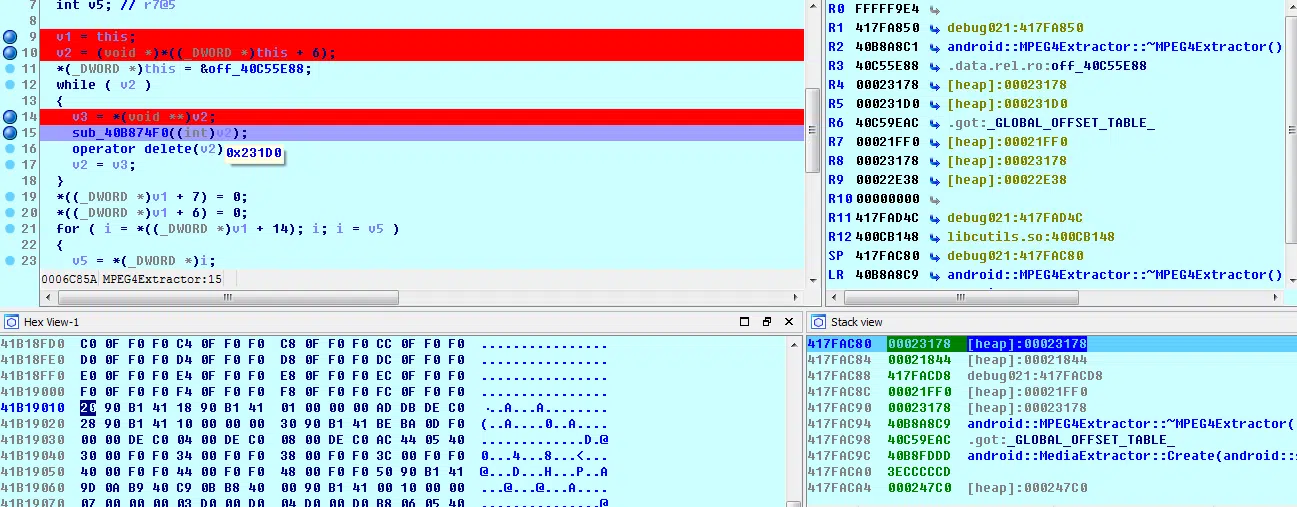 7 int v5; // r7@5
8
9 v1 = this;
10 v2 = (void *)*((_DWORD *)this + 6);
11 *(_DWORD *)this = &off_40C55E88;
12 while ( v2 )
13 {
14 v3 = *(void **)v2;
15 sub_40B874F0((int)v2);
16 operator delete(v2)
0x231D0
17 v2 = v3;
18 }
19 *((_DWORD *)v1 + 7) = 0;
20 *((_DWORD *)v1 + 6) = 0;
21 for ( i = *((_DWORD *)v1 + 14); i; i = v5 )
22 {
23 v5 = *(_DWORD *)i;
0006C85A MPEG4Extractor:15
R0 FFFFF9E4
R1 417FA850 debug021:417FA850
R2 40B8A8C1 android::MPEG4Extractor::~MPEG4Extractor()
R3 40C55E88 .data.rel.ro:off_40C55E88
R4 00023178 [heap]:00023178
R5 000231D0 [heap]:000231D0
R6 40C59EAC .got:_GLOBAL_OFFSET_TABLE_
R7 00021FF0 [heap]:00021FF0
R8 00023178 [heap]:00023178
R9 00022E38 [heap]:00022E38
R10 00000000
R11 417FAD4C debug021:417FAD4C
R12 400CB148 libcutils.so:400CB148
SP 417FAC80 debug021:417FAC80
LR 40B8A8C9 android::MPEG4Extractor::~MPEG4Extractor()
Hex View-1
41B18FD0 C0 0F F0 F0 C4 0F F0 F0 C8 0F F0 F0 CC 0F F0 F0 ................
41B18FE0 D0 0F F0 F0 D4 0F F0 F0 D8 0F F0 F0 DC 0F F0 F0 ................
41B18FF0 E0 0F F0 F0 E4 0F F0 F0 E8 0F F0 F0 EC 0F F0 F0 ................
41B19000 F0 0F F0 F0 F4 0F F0 F0 F8 0F F0 F0 FC 0F F0 F0 ................
41B19010 20 90 B1 41 18 90 B1 41 01 00 00 00 AD DB DE C0 ...A...A........
41B19020 28 90 B1 41 10 00 00 00 30 90 B1 41 BE BA 0D F0 (..A....0..A....
41B19030 00 00 DE C0 04 00 DE C0 08 00 DE C0 AC 44 05 40 .............D.@
41B19040 30 00 F0 F0 34 00 F0 F0 38 00 F0 F0 3C 00 F0 F0 0...4...8...<...
41B19050 40 00 F0 F0 44 00 F0 F0 48 00 F0 F0 50 90 B1 41 @...D...H...P..A
41B19060 9D 0A B9 40 C9 0B B8 40 00 90 B1 41 00 10 00 00 ...@...@...A....
41B19070 07 00 00 00 03 D0 00 D0 04 D0 00 D0 B8 06 05 40 ...............@
Stack view
417FAC80 00023178 [heap]:00023178
417FAC84 00021844 [heap]:00021844
417FAC88 417FACD8 debug021:417FACD8
417FAC8C 00021FF0 [heap]:00021FF0
417FAC90 00023178 [heap]:00023178
417FAC94 40B8A8C9 android::MPEG4Extractor::~MPEG4Extractor(
417FAC98 40C59EAC .got:_GLOBAL_OFFSET_TABLE_
417FAC9C 40B8FDDD android::MediaExtractor::Create(android::s
417FACA0 3ECCCCCD
417FACA4 000247C0 [heap]:000247C0